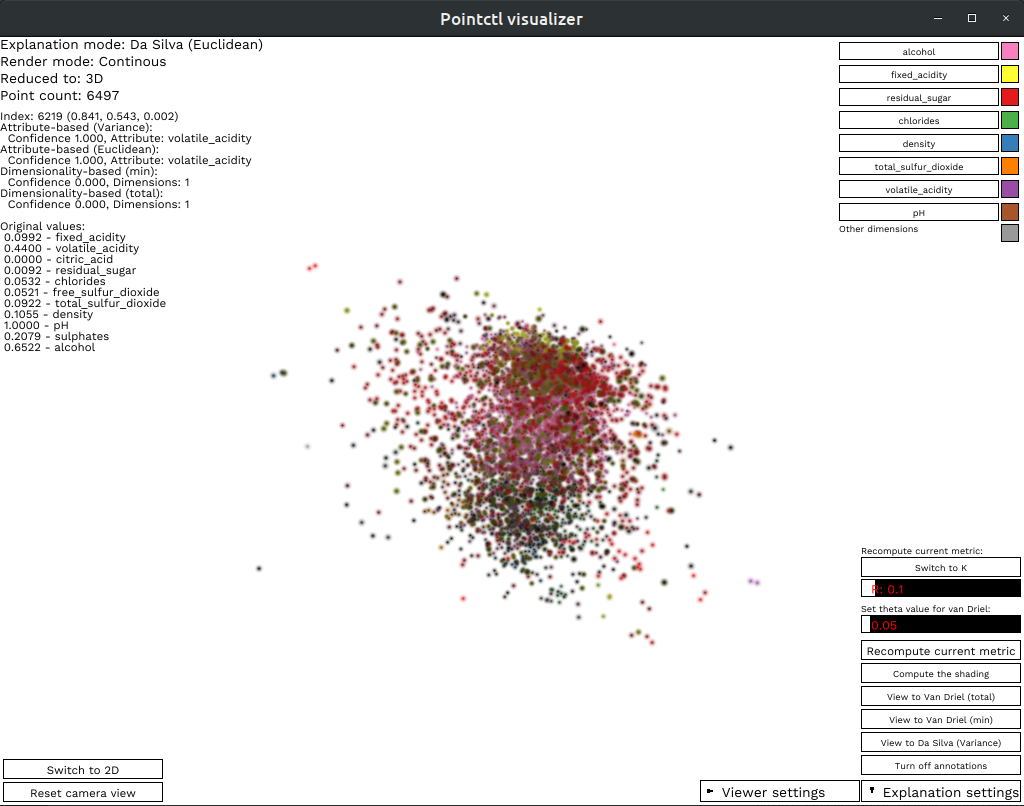 Pointctl visualizer
Explanation mode: Da Silva (Euclidean)
Render mode: Continous
Reduced to: 3D
Point count: 6497
Index: 6219 (0.841, 0.543, 0.002)
Attribute-based (Variance):
Confidence 1.000, Attribute: volatile_acidity
Attribute-based (Euclidean):
Confidence 1.000, Attribute: volatile_acidity
Dimensionality-based (min):
Confidence 0.000, Dimensions: 1
Dimensionality-based (total):
Confidence 0.000, Dimensions: 1
Original values:
0.0992 - fixed_acidity
0.4400 - volatile_acidity
0.0000 - citric_acid
0.0092 - residual_sugar
0.0532 - chlorides
0.0521 - free_sulfur_dioxide
0.0922 - total_sulfur_dioxide
0.1055 - density
1.0000 - pH
0.2079 - sulphates
0.6522 - alcohol
alcohol
fixed_acidity
residual_sugar
chlorides
density
total_sulfur_dioxide
volatile_acidity
pH
Other dimensions
Recompute current metric:
Switch to K
R: 0.1
Set theta value for van Driel:
0.05
Recompute current metric
Compute the shading
View to Van Driel (total)
View to Van Driel (min)
View to Da Silva (Variance)
Turn off annotations
Switch to 2D
Reset camera view
Viewer settings
Explanation settings